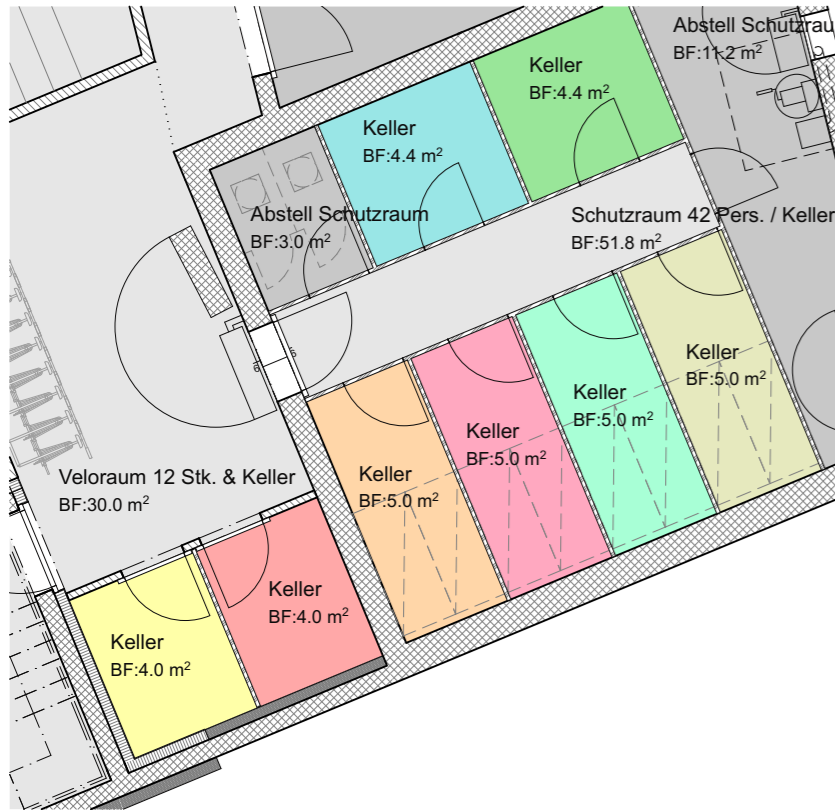 Abstell Schutzrau
BF:11.2 m²
Keller
BF:4.4 m²
Keller
BF:4.4 m²
Abstell Schutzraum
BF:3.0 m²
Schutzraum 42 Pers. / Keller
BF:51.8 m²
Keller
BF:5.0 m²
Keller
BF:5.0 m²
Keller
BF:5.0 m²
Keller
BF:5.0 m²
Veloraum 12 Stk. & Keller
BF:30.0 m²
Keller
BF:4.0 m²
Keller
BF:4.0 m²